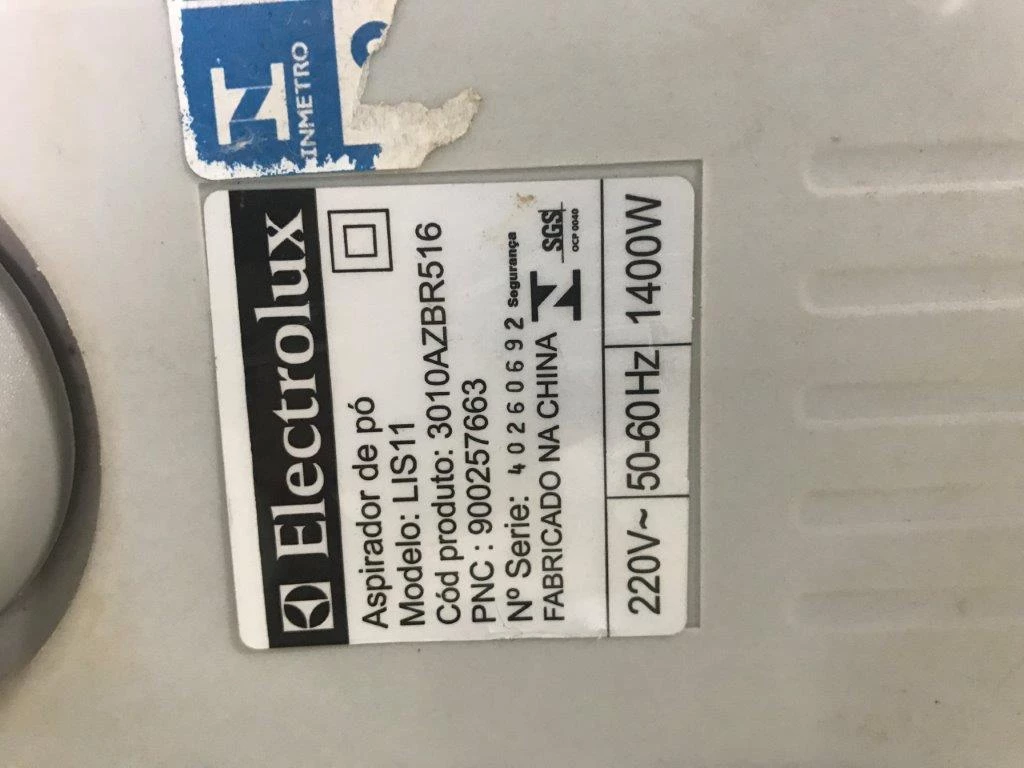 INMETRO
Electrolux
Aspirador de pó
Modelo: LIS11
Cód produto: 3010AZBR516
PNC : 900257663
Nº Serie: 40260692
FABRICADO NA CHINA
Segurança
SGS
OCP 0040
220V~ 50-60Hz 1400W